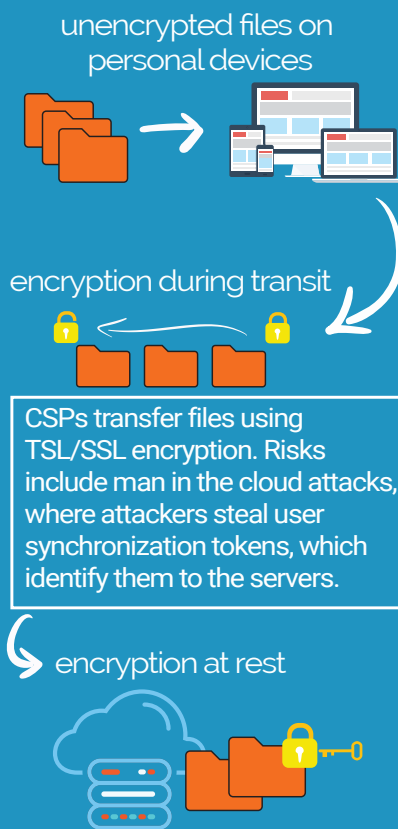 unencrypted files on
personal devices
encryption during transit
CSPs transfer files using
TSL/SSL encryption. Risks
include man in the cloud attacks,
where attackers steal user
synchronization tokens, which
identify them to the servers.
encryption at rest